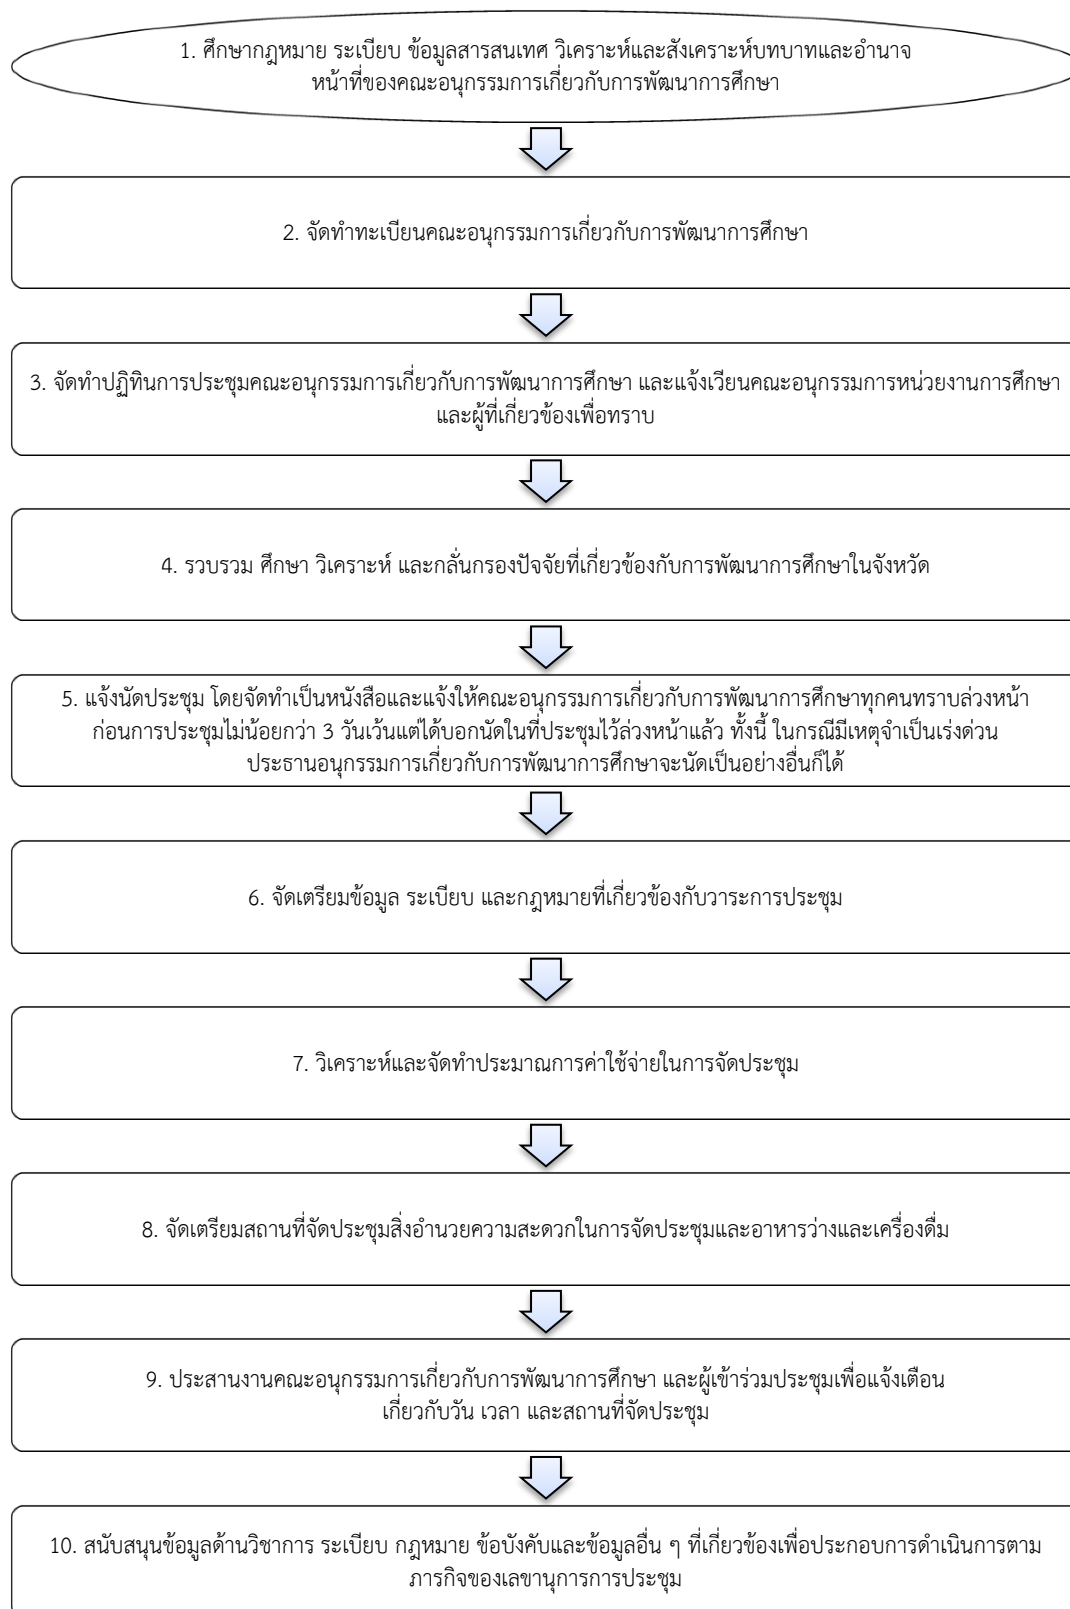 1. ศึกษากฎหมาย ระเบียบ ข้อมูลสารสนเทศ วิเคราะห์และสังเคราะห์บทบาทและอำนาจ
หน้าที่ของคณะอนุกรรมการเกี่ยวกับการพัฒนาการศึกษา
2. จัดทำทะเบียนคณะอนุกรรมการเกี่ยวกับการพัฒนาการศึกษา
3. จัดทำปฏิทินการประชุมคณะอนุกรรมการเกี่ยวกับการพัฒนาการศึกษา และแจ้งเวียนคณะอนุกรรมการหน่วยงานการศึกษา
และผู้ที่เกี่ยวข้องเพื่อทราบ
4. รวบรวม ศึกษา วิเคราะห์ และกลั่นกรองปัจจัยที่เกี่ยวข้องกับการพัฒนาการศึกษาในจังหวัด
5. แจ้งนัดประชุม โดยจัดทำเป็นหนังสือและแจ้งให้คณะอนุกรรมการเกี่ยวกับการพัฒนาการศึกษาทุกคนทราบล่วงหน้า
ก่อนการประชุมไม่น้อยกว่า 3 วันเว้นแต่ได้บอกนัดในที่ประชุมไว้ล่วงหน้าแล้ว ทั้งนี้ ในกรณีมีเหตุจำเป็นเร่งด่วน
ประธานอนุกรรมการเกี่ยวกับการพัฒนาการศึกษาจะนัดเป็นอย่างอื่นก็ได้
6. จัดเตรียมข้อมูล ระเบียบ และกฎหมายที่เกี่ยวข้องกับวาระการประชุม
7. วิเคราะห์และจัดทำประมาณการค่าใช้จ่ายในการจัดประชุม
8. จัดเตรียมสถานที่จัดประชุมสิ่งอำนวยความสะดวกในการจัดประชุมและอาหารว่างและเครื่องดื่ม
9. ประสานงานคณะอนุกรรมการเกี่ยวกับการพัฒนาการศึกษา และผู้เข้าร่วมประชุมเพื่อแจ้งเตือน
เกี่ยวกับวัน เวลา และสถานที่จัดประชุม
10. สนับสนุนข้อมูลด้านวิชาการ ระเบียบ กฎหมาย ข้อบังคับและข้อมูลอื่น ๆ ที่เกี่ยวข้องเพื่อประกอบการดำเนินการตาม
ภารกิจของเลขานุการการประชุม